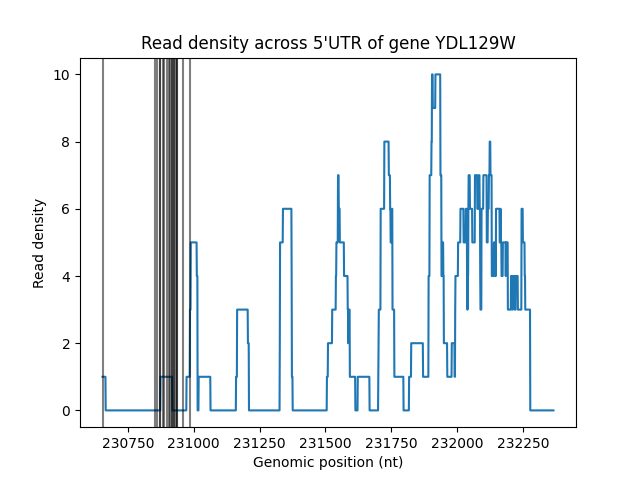 Read density across 5'UTR of gene YDL129W
Read density
10
8
6
4
2
0
230750 231000 231250 231500 231750 232000 232250
Genomic position (nt)